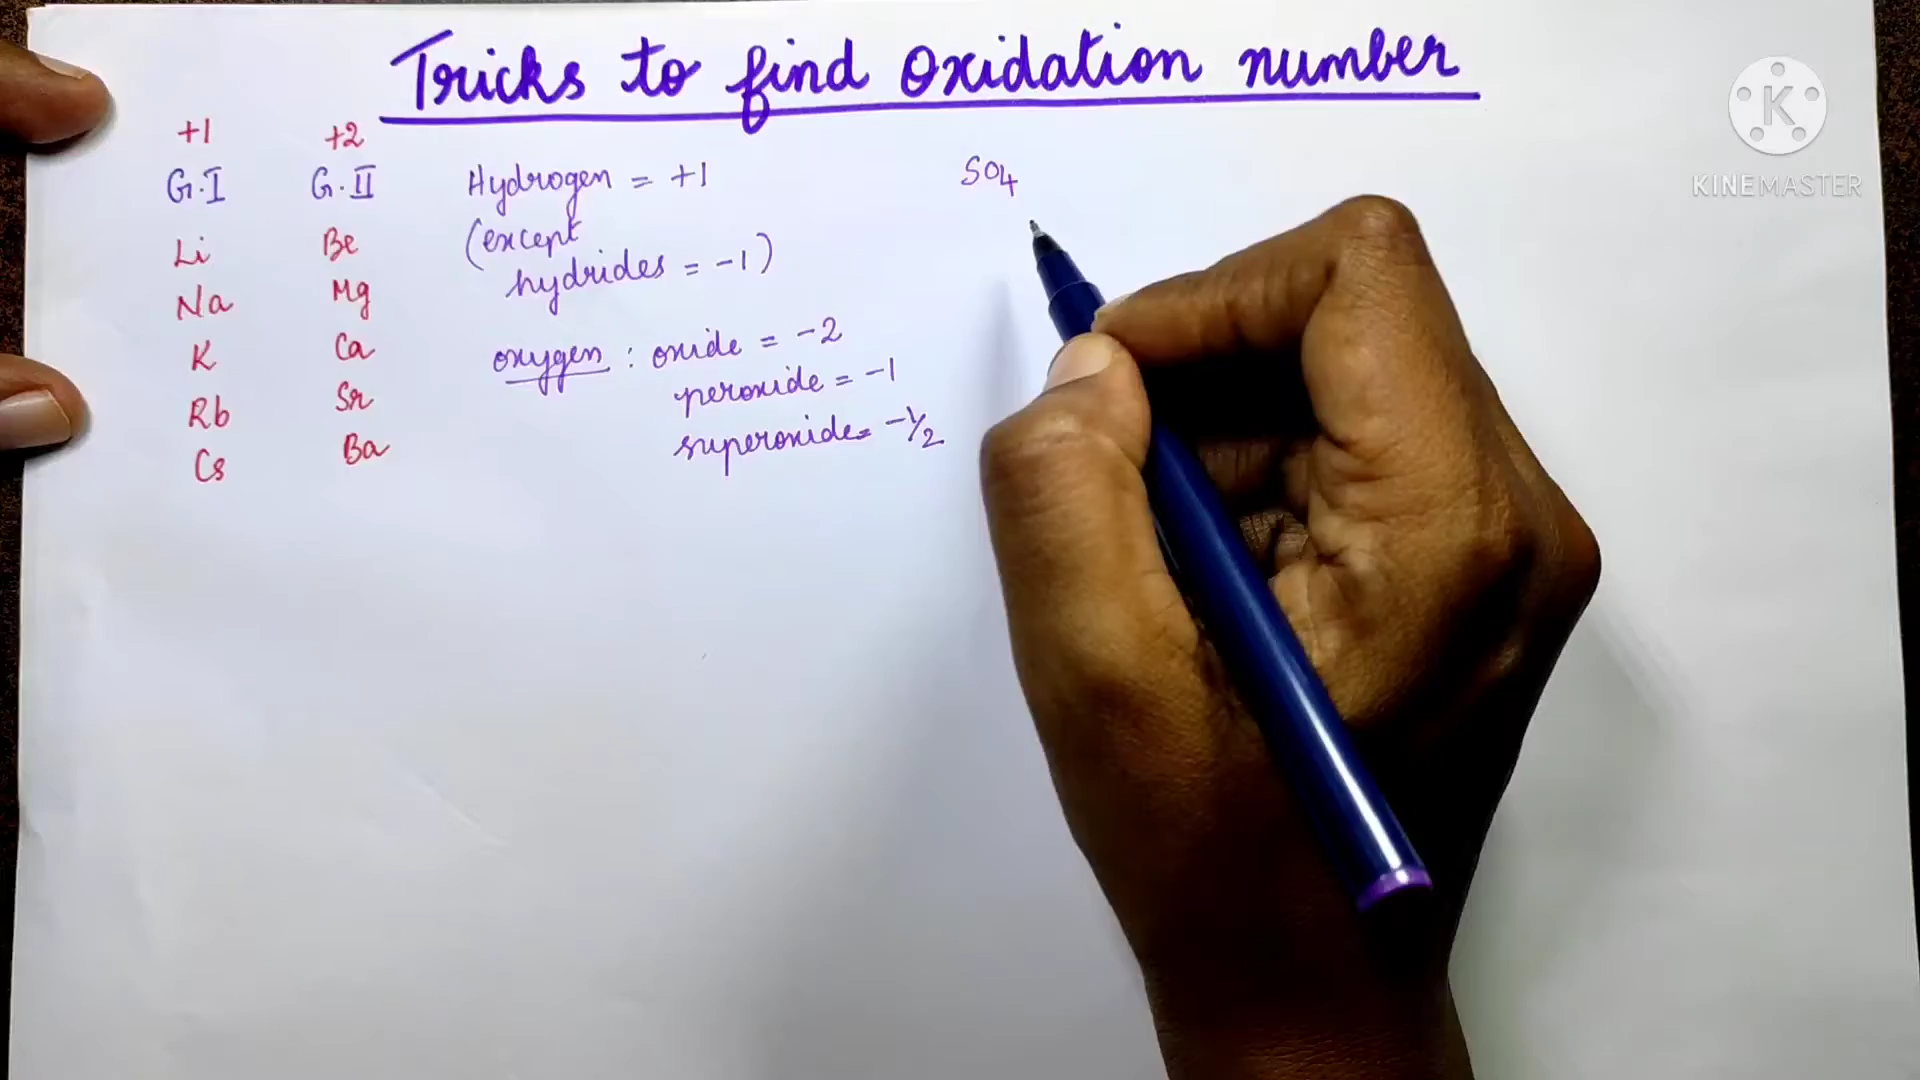 Tricks to find oxidation number
+1 +2
G.I G.II
Li Be
Na Mg
K Ca
Rb Sr
Cs Ba
Hydrogen = +1
(except
hydrides = -1)
oxygen : oxide = -2
peroxide = -1
superoxide = -1/2
SO4
K
KINEMASTER